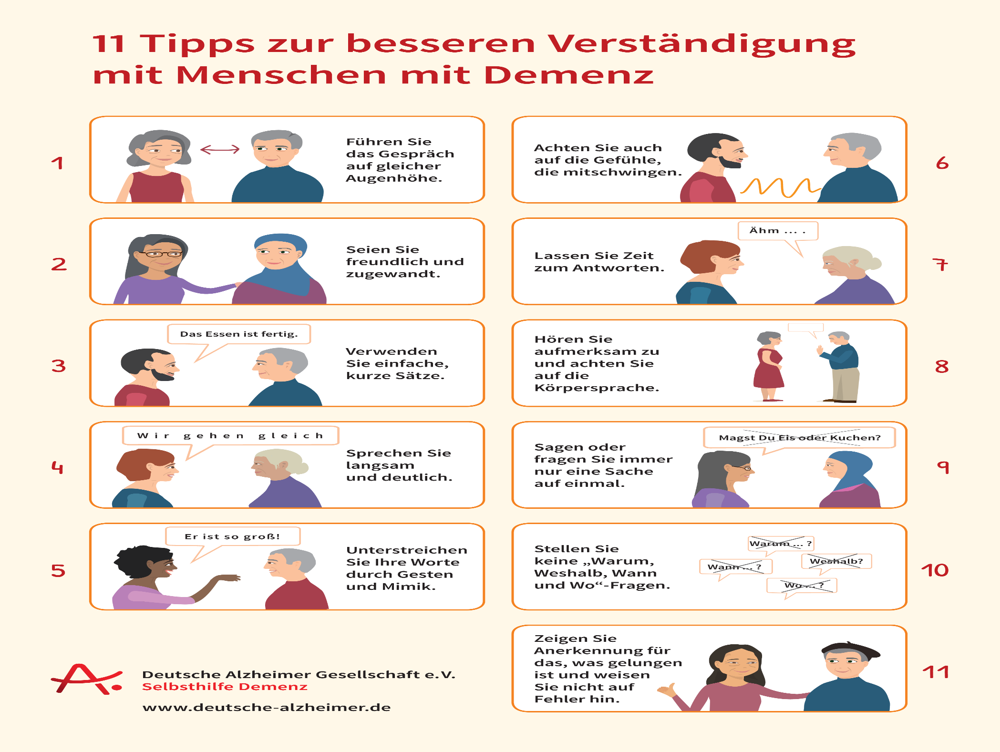 11 Tipps zur besseren Verständigung
mit Menschen mit Demenz
1
Führen Sie
das Gespräch
auf gleicher
Augenhöhe.
2
Seien Sie
freundlich und
zugewandt.
3
Das Essen ist fertig.
Verwenden
Sie einfache,
kurze Sätze.
4
Wir gehen gleich
Sprechen Sie
langsam
und deutlich.
5
Er ist so groß!
Unterstreichen
Sie Ihre Worte
durch Gesten
und Mimik.
6
Achten Sie auch
auf die Gefühle,
die mitschwingen.
7
Ähm ... .
Lassen Sie Zeit
zum Antworten.
8
Hören Sie
aufmerksam zu
und achten Sie
auf die
Körpersprache.
9
Magst Du Eis oder Kuchen?
Sagen oder
fragen Sie immer
nur eine Sache
auf einmal.
10
Stellen Sie
keine „Warum,
Weshalb, Wann
und Wo“-Fragen.
Warum ... ?
Weshalb?
Wann ... ?
Wo ... ?
11
Zeigen Sie
Anerkennung für
das, was gelungen
ist und weisen
Sie nicht auf
Fehler hin.
Deutsche Alzheimer Gesellschaft e.V.
Selbsthilfe Demenz
www.deutsche-alzheimer.de